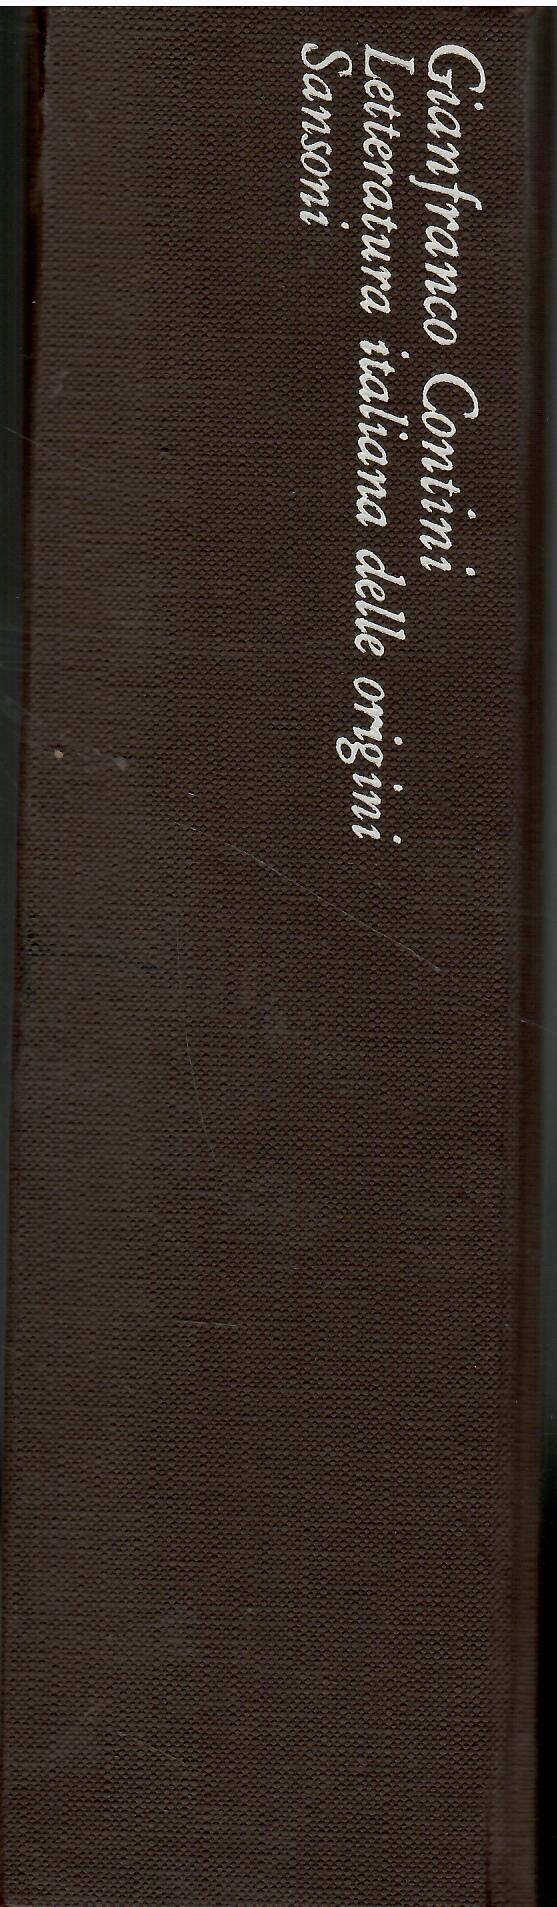 Gianfranco Contini
Letteratura italiana delle origini
Sansoni